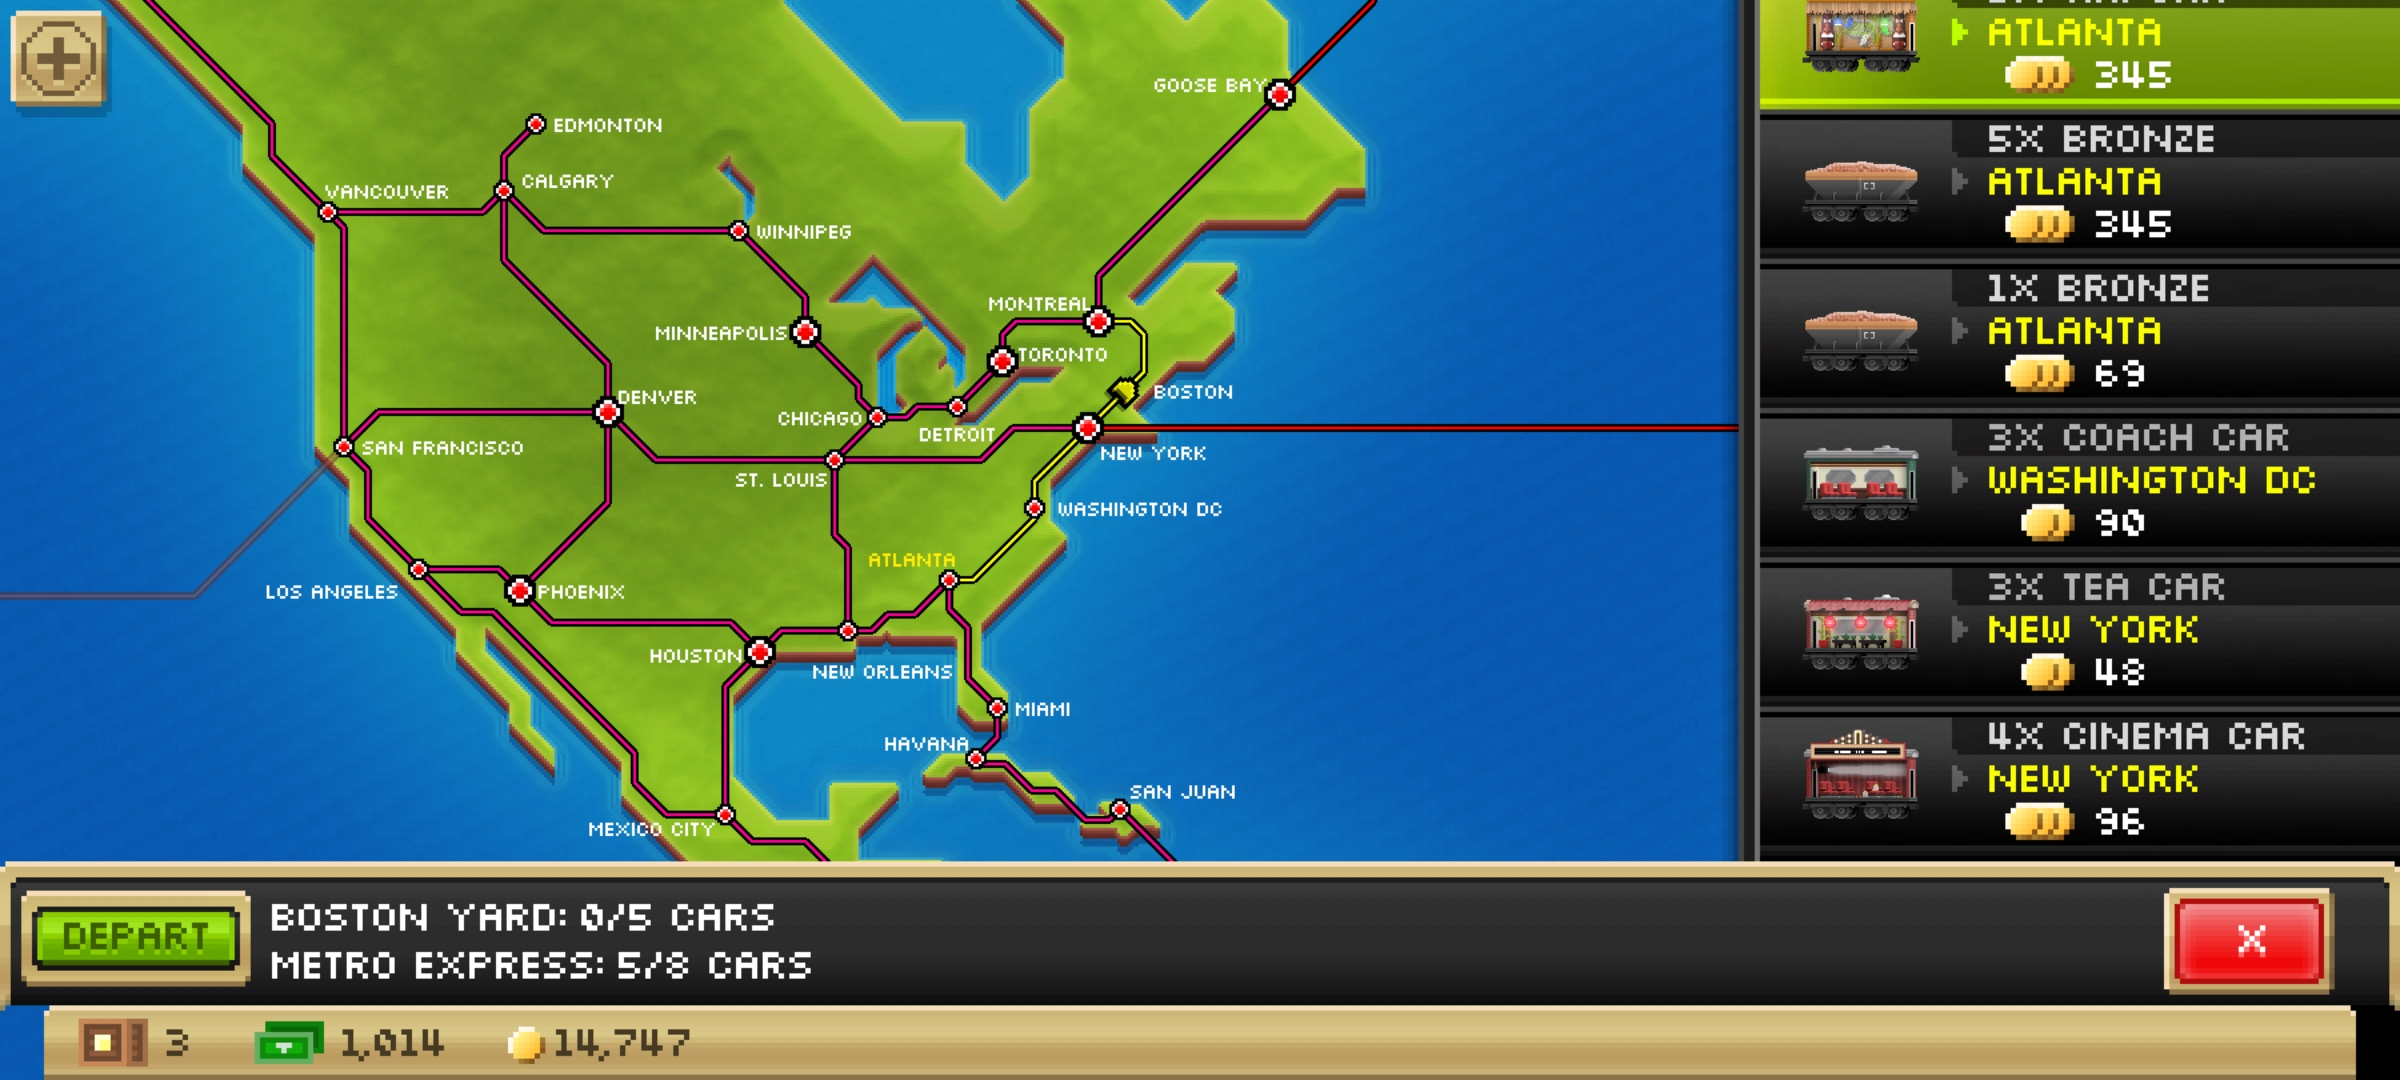 GOOSE BAY
EDMONTON
CALGARY
VANCOUVER
WINNIPEG
MONTREAL
MINNEAPOLIS
TORONTO
BOSTON
DENVER
CHICAGO
DETROIT
SAN FRANCISCO
NEW YORK
ST. LOUIS
WASHINGTON DC
ATLANTA
LOS ANGELES
PHOENIX
HOUSTON
NEW ORLEANS
MIAMI
HAVANA
SAN JUAN
MEXICO CITY
ATLANTA
345
5X BRONZE
ATLANTA
345
1X BRONZE
ATLANTA
69
3X COACH CAR
WASHINGTON DC
90
3X TEA CAR
NEW YORK
48
4X CINEMA CAR
NEW YORK
96
DEPART
BOSTON YARD: 0/5 CARS
METRO EXPRESS: 5/8 CARS
X
3
1,014
14,747